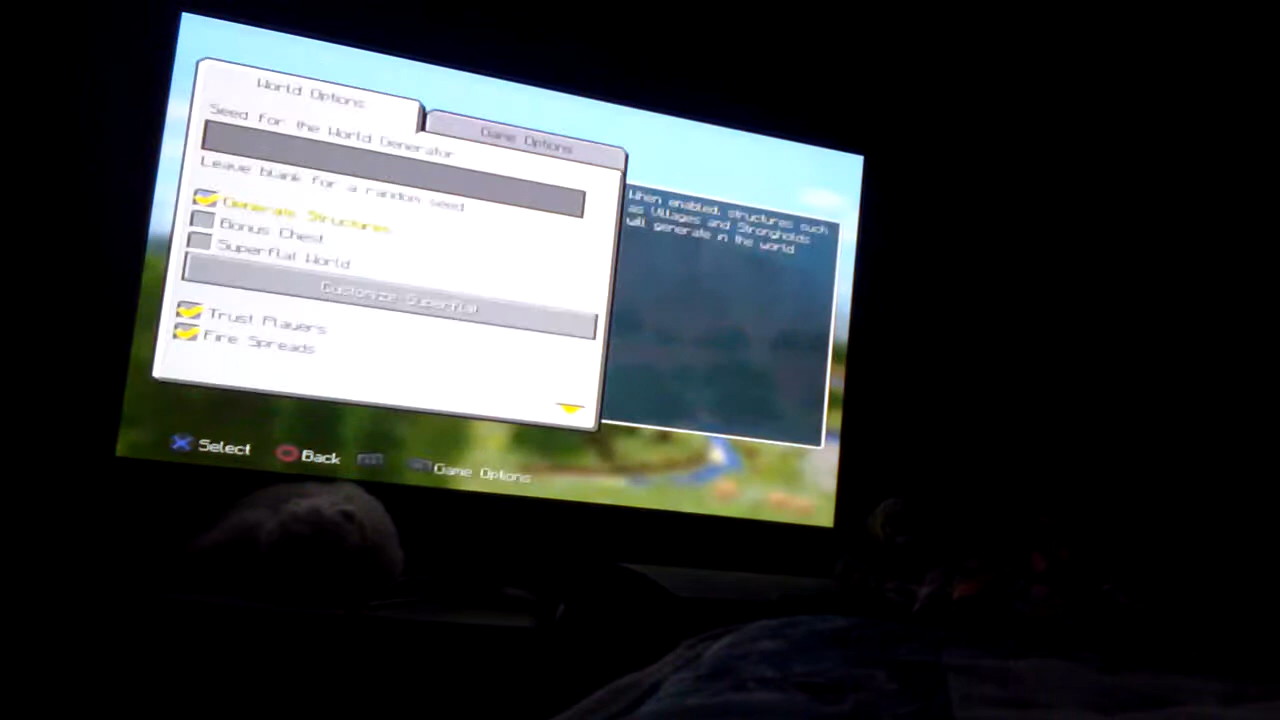 World Options
Game Options
Seed for the World Generator
Leave blank for a random seed
Generate Structures
Bonus Chest
Superflat World
Customize Superflat
Trust Players
Fire Spreads
When enabled, structures such
as Villages and Strongholds
will generate in the world
Select Back Game Options